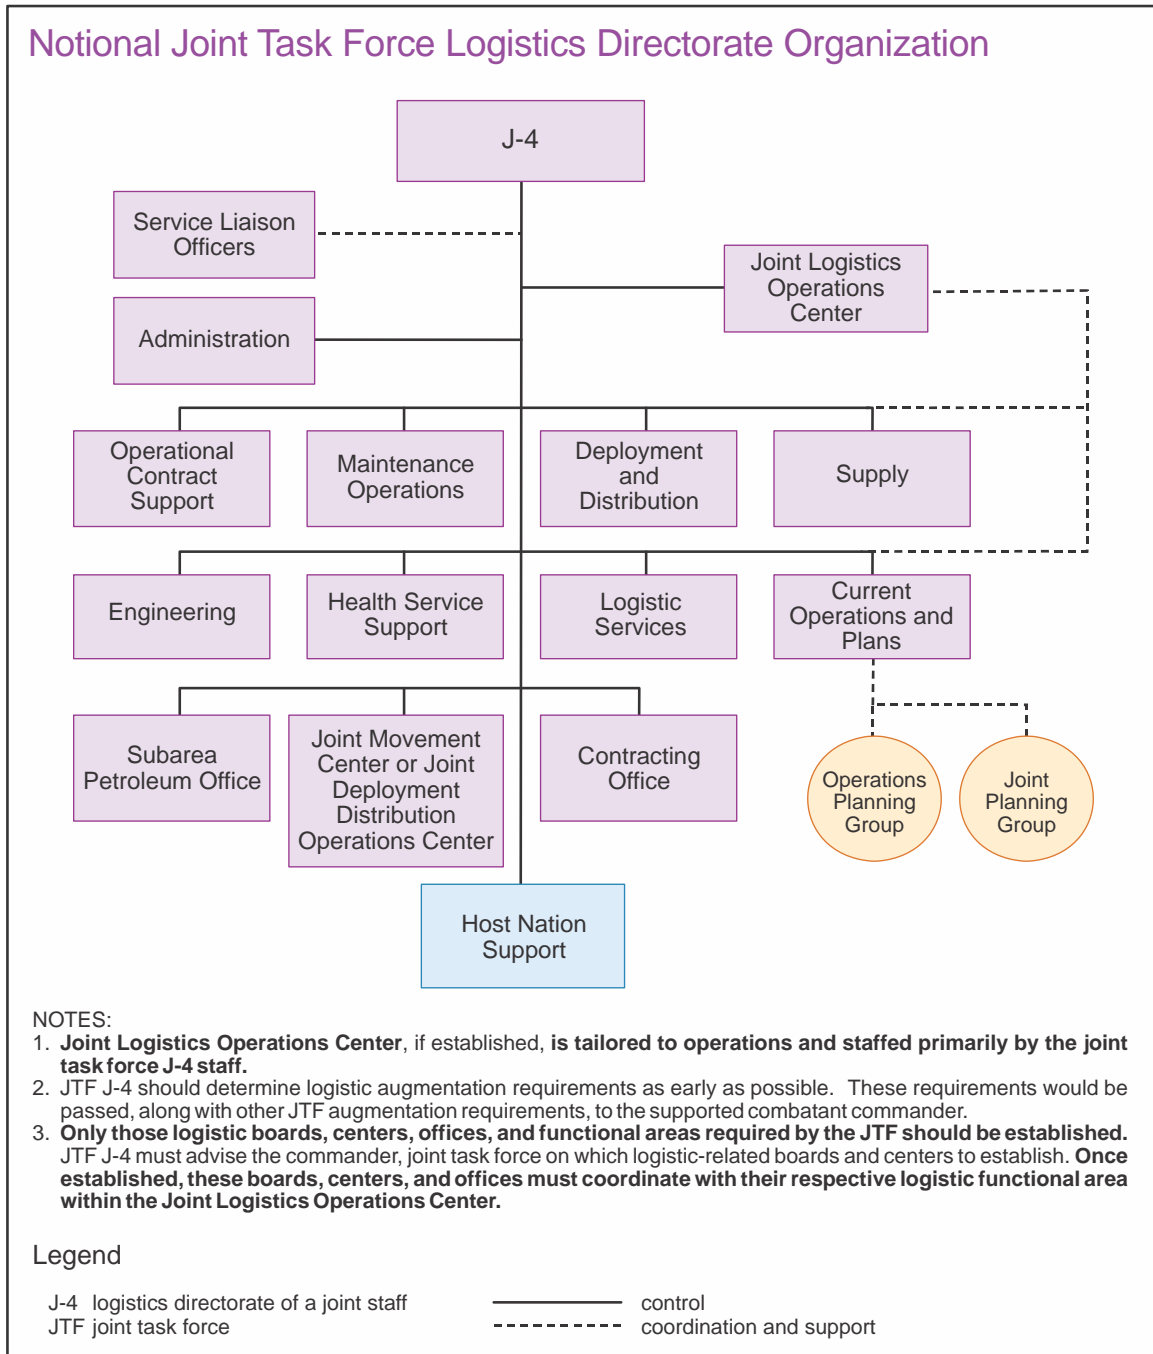 Notional Joint Task Force Logistics Directorate Organization
J-4
Service Liaison
Officers
Joint Logistics
Operations
Center
Administration
Operational
Contract
Support
Maintenance
Operations
Deployment
and
Distribution
Supply
Engineering
Health Service
Support
Logistic
Services
Current
Operations and
Plans
Subarea
Petroleum Office
Joint Movement
Center or Joint
Deployment
Distribution
Operations Center
Contracting
Office
Operations
Planning
Group
Joint
Planning
Group
Host Nation
Support
NOTES:
1. Joint Logistics Operations Center, if established, is tailored to operations and staffed primarily by the joint
task force J-4 staff.
2. JTF J-4 should determine logistic augmentation requirements as early as possible. These requirements would be
passed, along with other JTF augmentation requirements, to the supported combatant commander.
3. Only those logistic boards, centers, offices, and functional areas required by the JTF should be established.
JTF J-4 must advise the commander, joint task force on which logistic-related boards and centers to establish. Once
established, these boards, centers, and offices must coordinate with their respective logistic functional area
within the Joint Logistics Operations Center.
Legend
J-4 logistics directorate of a joint staff
JTF joint task force
control
coordination and support